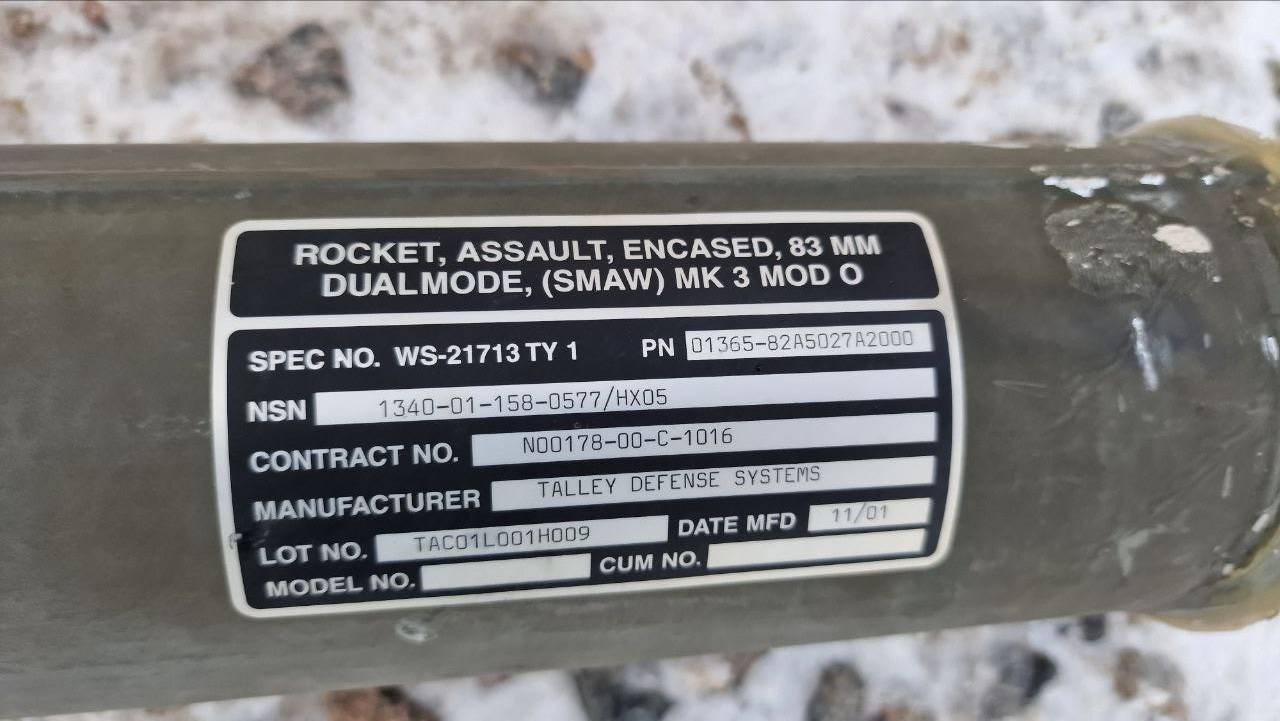 ROCKET, ASSAULT, ENCASED, 83 MM
DUALMODE, (SMAW) MK 3 MOD O
SPEC NO. WS-21713 TY 1 PN 01365-82A5027A2000
NSN 1340-01-158-0577/HX05
CONTRACT NO. N00178-00-C-1016
MANUFACTURER TALLEY DEFENSE SYSTEMS
LOT NO. TAC01L001H009 DATE MFD 11/01
MODEL NO. CUM NO.